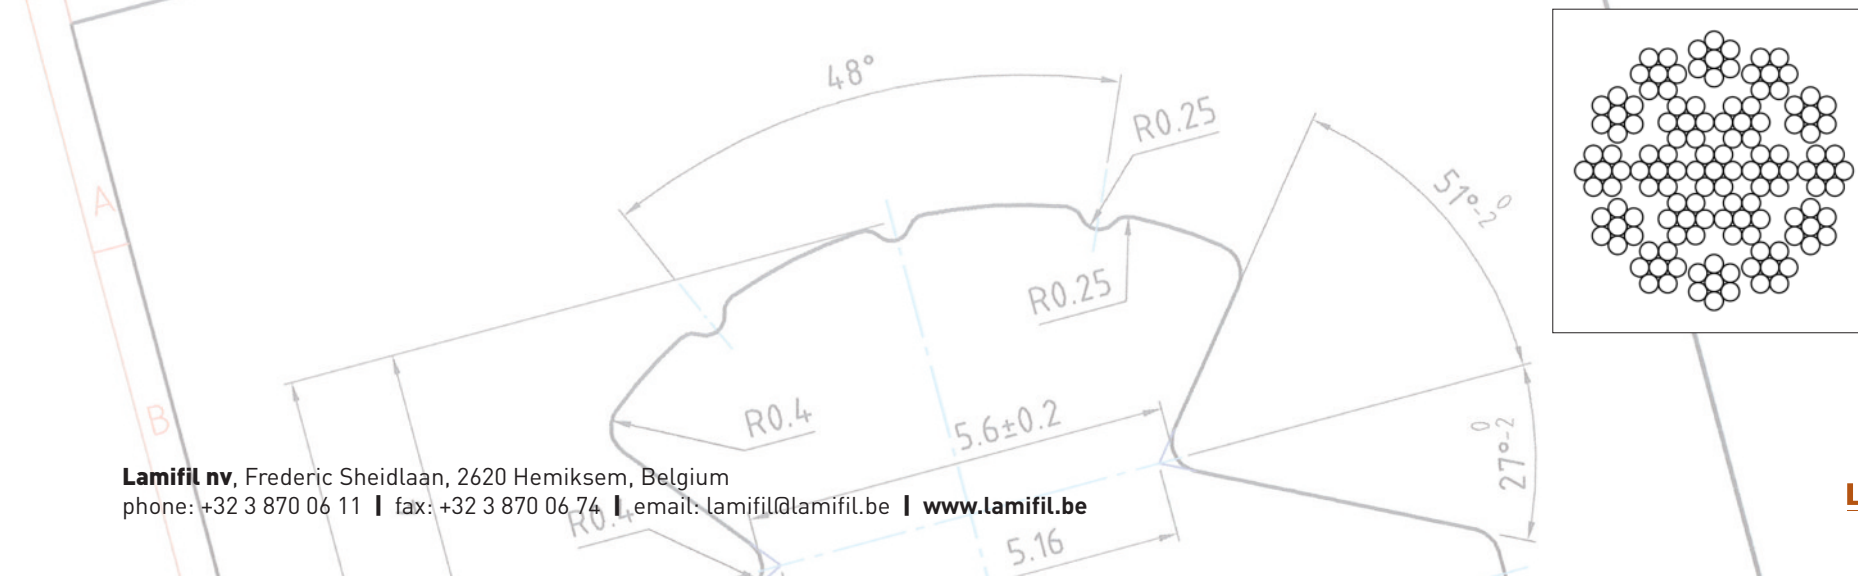 48°
R0.25
A
51° 0 -2
R0.25
B
R0.4
5.6±0.2
27° 0 -2
Lamifil nv, Frederic Sheidlaan, 2620 Hemiksem, Belgium
phone: +32 3 870 06 11 | fax: +32 3 870 06 74 | email: lamifil@lamifil.be | www.lamifil.be
R0.4
5.16
L